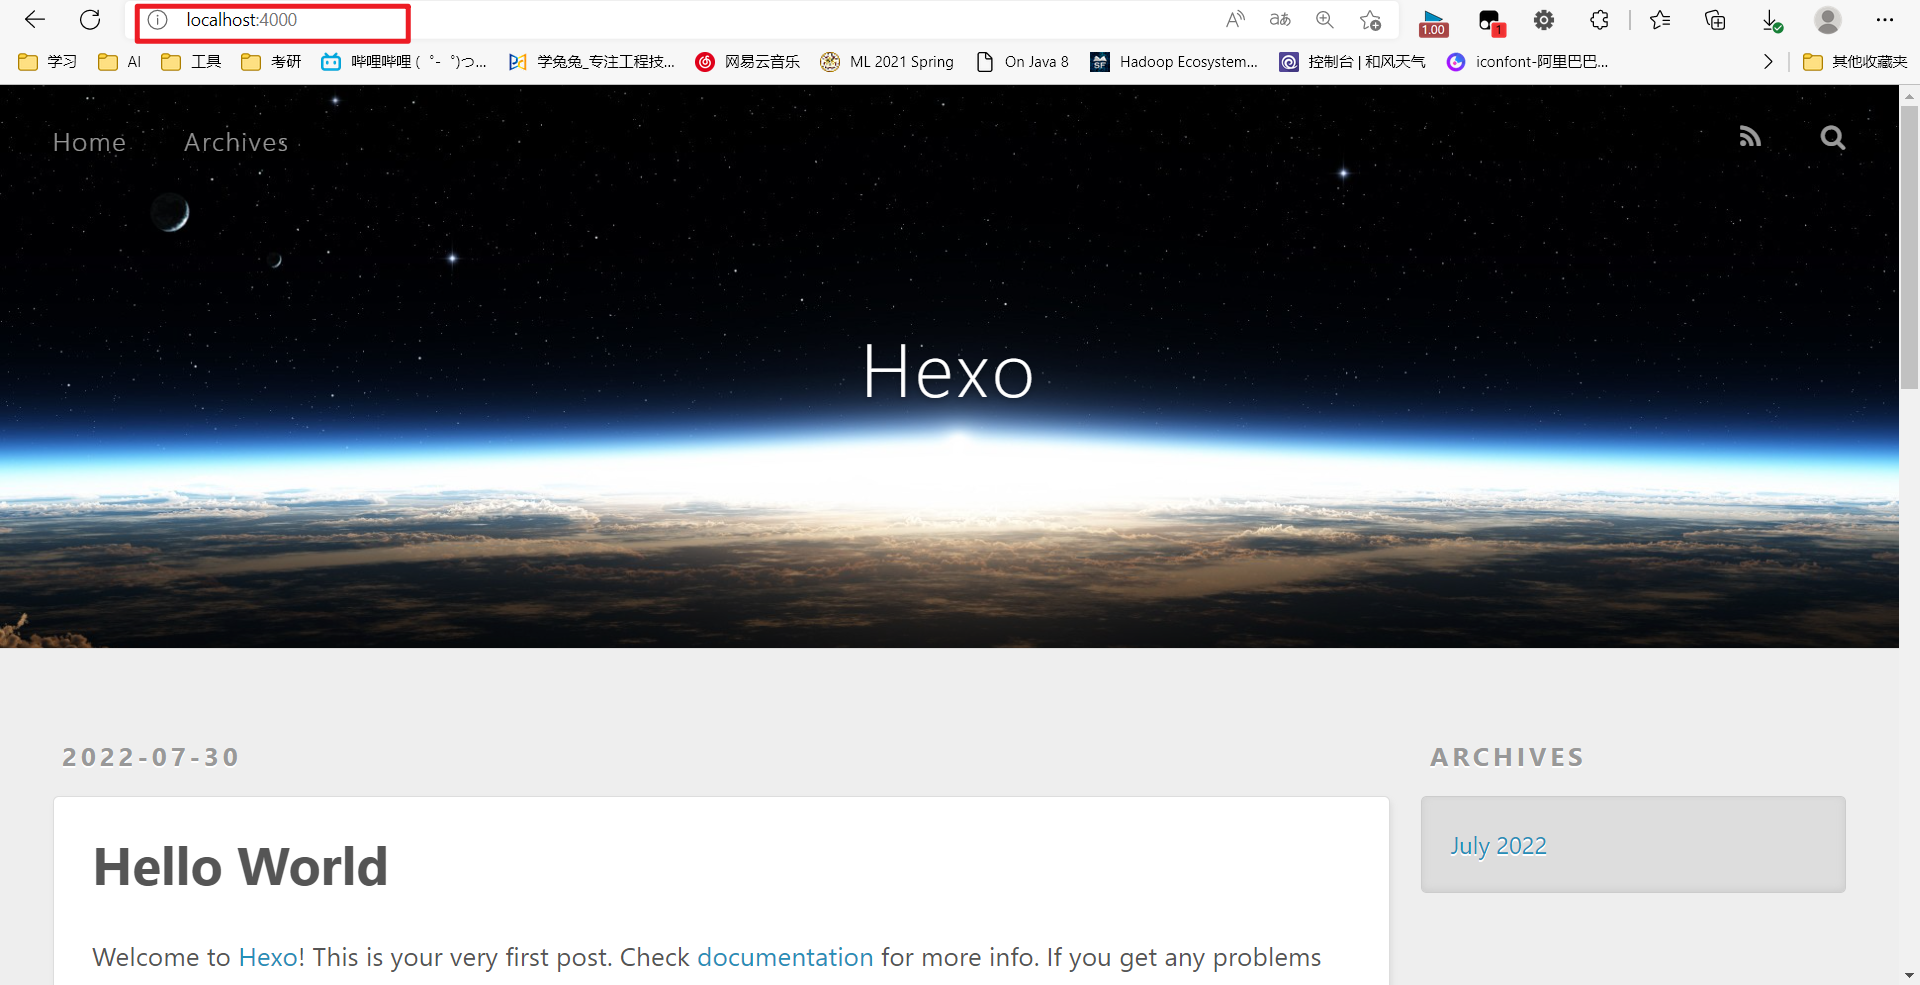 localhost:4000
1.00
1
学习 AI 工具 考研 哔哩哔哩 (゜-゜)つ... 学兔兔_专注工程技... 网易云音乐 ML 2021 Spring On Java 8 Hadoop Ecosystem... 控制台 | 和风天气 iconfont-阿里巴巴... 其他收藏夹
Home Archives
Hexo
2022-07-30
ARCHIVES
Hello World
July 2022
Welcome to Hexo! This is your very first post. Check documentation for more info. If you get any problems